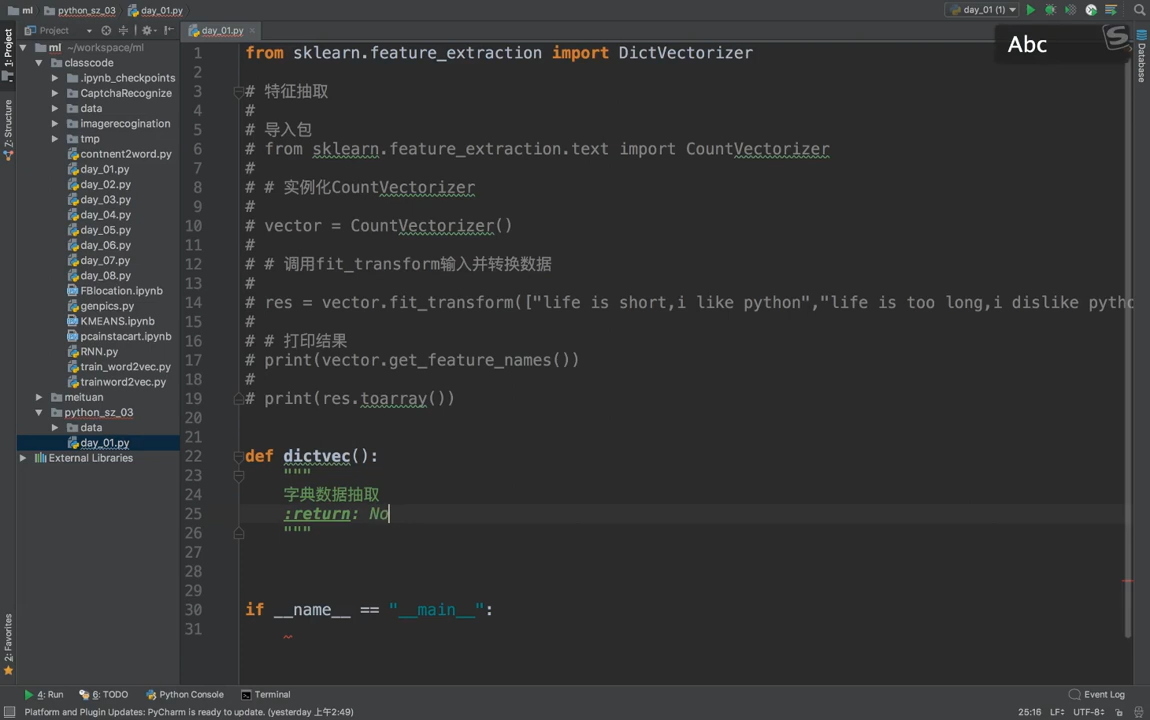 ml
python_sz_03
day_01.py
day_01 (1)
Project
day_01.py
Abc
1: Project
Z: Structure
2: Favorites
Database
ml ~/workspace/ml
classcode
.ipynb_checkpoints
CaptchaRecognize
data
imagerecogination
tmp
contnent2word.py
day_01.py
day_02.py
day_03.py
day_04.py
day_05.py
day_06.py
day_07.py
day_08.py
FBlocation.ipynb
genpics.py
KMEANS.ipynb
pcainstacart.ipynb
RNN.py
train_word2vec.py
trainword2vec.py
meituan
python_sz_03
data
day_01.py
External Libraries
1 from sklearn.feature_extraction import DictVectorizer
2
3 # 特征抽取
4 #
5 # 导入包
6 # from sklearn.feature_extraction.text import CountVectorizer
7 #
8 # # 实例化CountVectorizer
9 #
10 # vector = CountVectorizer()
11 #
12 # # 调用fit_transform输入并转换数据
13 #
14 # res = vector.fit_transform(["life is short,i like python","life is too long,i dislike pytho
15 #
16 # # 打印结果
17 # print(vector.get_feature_names())
18 #
19 # print(res.toarray())
20
21
22 def dictvec():
23 """
24 字典数据抽取
25 :return: No
26 """
27
28
29
30 if __name__ == "__main__":
31
4: Run
6: TODO
Python Console
Terminal
Event Log
Platform and Plugin Updates: PyCharm is ready to update. (yesterday 上午2:49)
25:16
LF
UTF-8